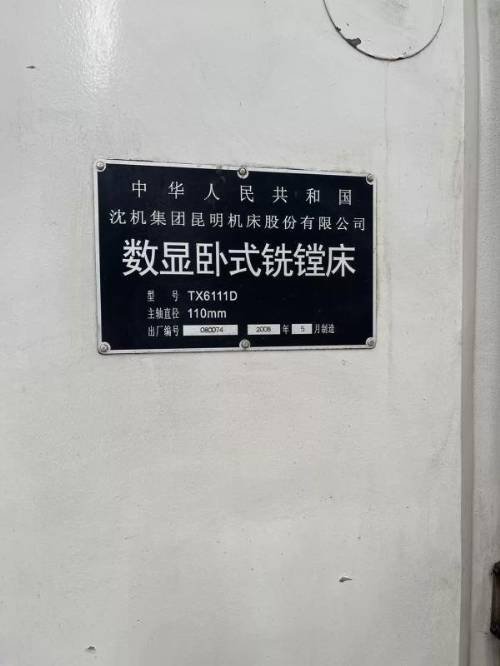 中华人民共和国
沈机集团昆明机床股份有限公司
数显卧式铣镗床
型号 TX6111D
主轴直径 110mm
出厂编号 080074 2008 年 5 月制造